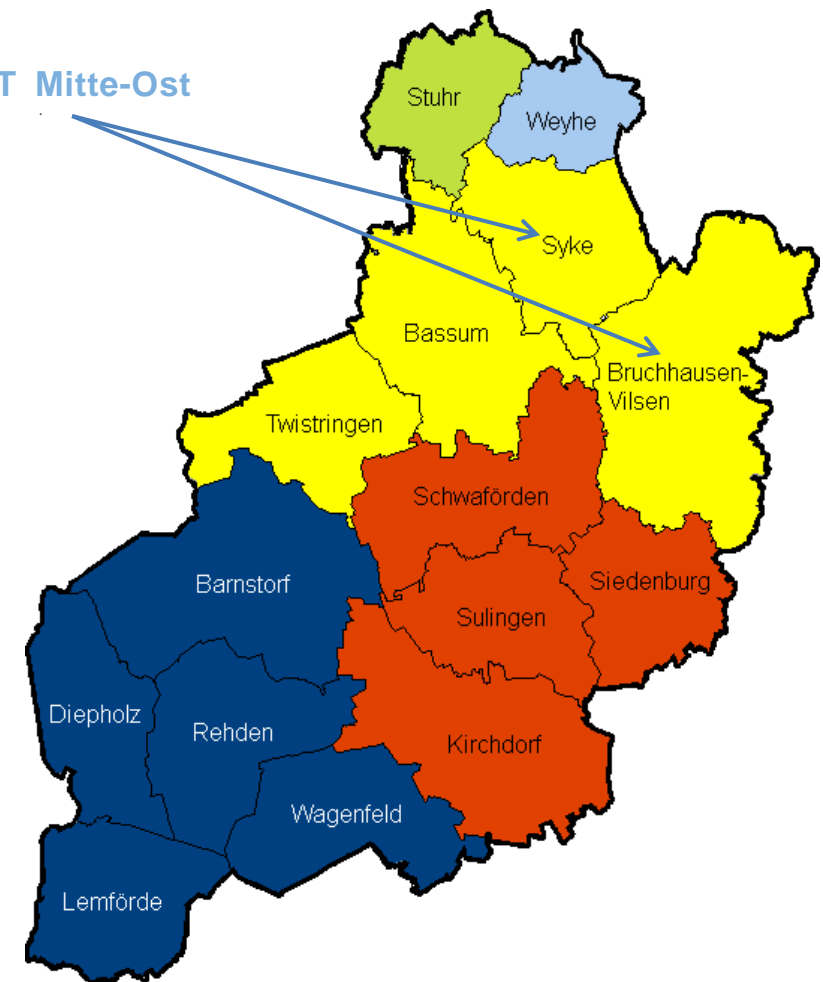 T Mitte-Ost
Stuhr
Weyhe
Syke
Bassum
Bruchhausen-
Vilsen
Twistringen
Schwaförden
Barnstorf
Siedenburg
Sulingen
Diepholz
Rehden
Kirchdorf
Wagenfeld
Lemförde